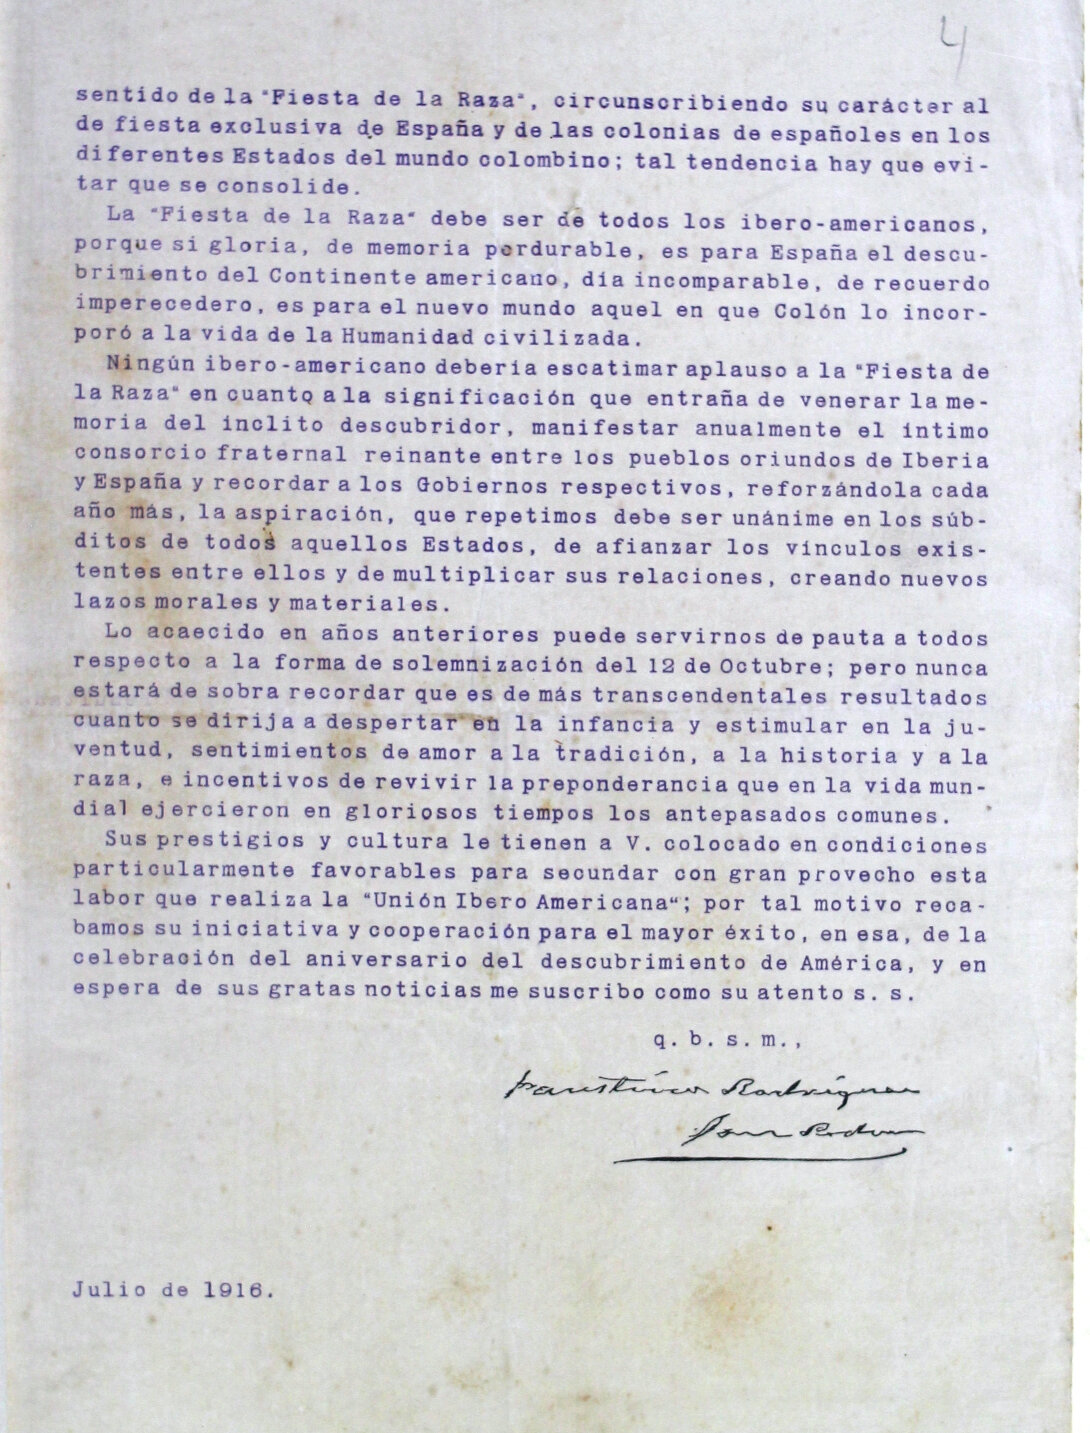 4
sentido de la "Fiesta de la Raza", circunscribiendo su carácter al
de fiesta exclusiva de España y de las colonias de españoles en los
diferentes Estados del mundo colombino; tal tendencia hay que evi-
tar que se consolide.
La "Fiesta de la Raza" debe ser de todos los ibero-americanos,
porque si gloria, de memoria perdurable, es para España el descu-
brimiento del Continente americano, día incomparable, de recuerdo
imperecedero, es para el nuevo mundo aquel en que Colón lo incor-
poró a la vida de la Humanidad civilizada.
Ningún ibero-americano debería escatimar aplauso a la "Fiesta de
la Raza" en cuanto a la significación que entraña de venerar la me-
moria del ínclito descubridor, manifestar anualmente el íntimo
consorcio fraternal reinante entre los pueblos oriundos de Iberia
y España y recordar a los Gobiernos respectivos, reforzándola cada
año más, la aspiración, que repetimos debe ser unánime en los súb-
ditos de todos aquellos Estados, de afianzar los vínculos exis-
tentes entre ellos y de multiplicar sus relaciones, creando nuevos
lazos morales y materiales.
Lo acaecido en años anteriores puede servirnos de pauta a todos
respecto a la forma de solemnización del 12 de Octubre; pero nunca
estará de sobra recordar que es de más transcendentales resultados
cuanto se dirija a despertar en la infancia y estimular en la ju-
ventud, sentimientos de amor a la tradición, a la historia y a la
raza, e incentivos de revivir la preponderancia que en la vida mun-
dial ejercieron en gloriosos tiempos los antepasados comunes.
Sus prestigios y cultura le tienen a V. colocado en condiciones
particularmente favorables para secundar con gran provecho esta
labor que realiza la "Unión Ibero Americana"; por tal motivo reca-
bamos su iniciativa y cooperación para el mayor éxito, en esa, de la
celebración del aniversario del descubrimiento de América, y en
espera de sus gratas noticias me suscribo como su atento s. s.
q. b. s. m.,
Faustino Rodríguez
San Pedro
Julio de 1916.